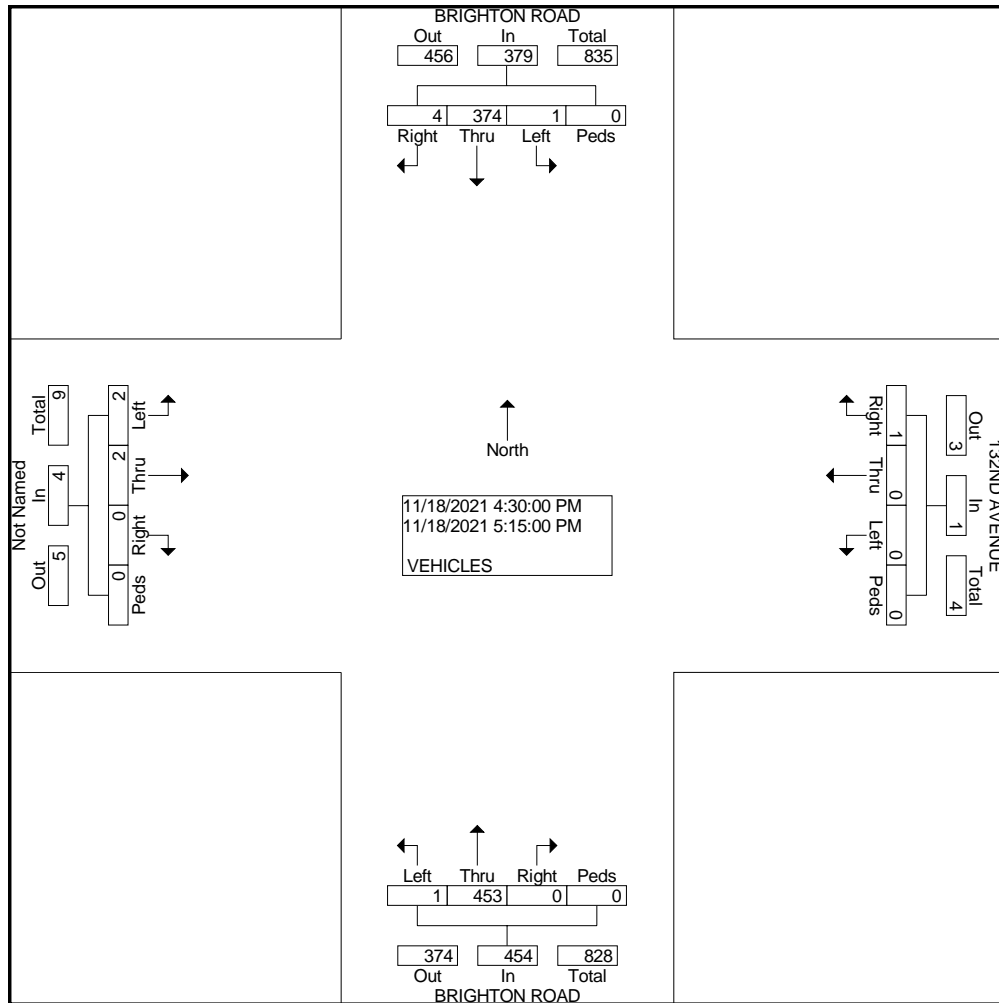 BRIGHTON ROAD
Out In Total
456 379 835
4 374 1 0
Right Thru Left Peds
North
11/18/2021 4:30:00 PM
11/18/2021 5:15:00 PM
VEHICLES
Not Named
Total In Out
9 4 5
2 2 0 0
Left Thru Right Peds
132ND AVENUE
Out In Total
3 1 4
1 0 0 0
Right Thru Left Peds
Left Thru Right Peds
1 453 0 0
374 454 828
Out In Total
BRIGHTON ROAD